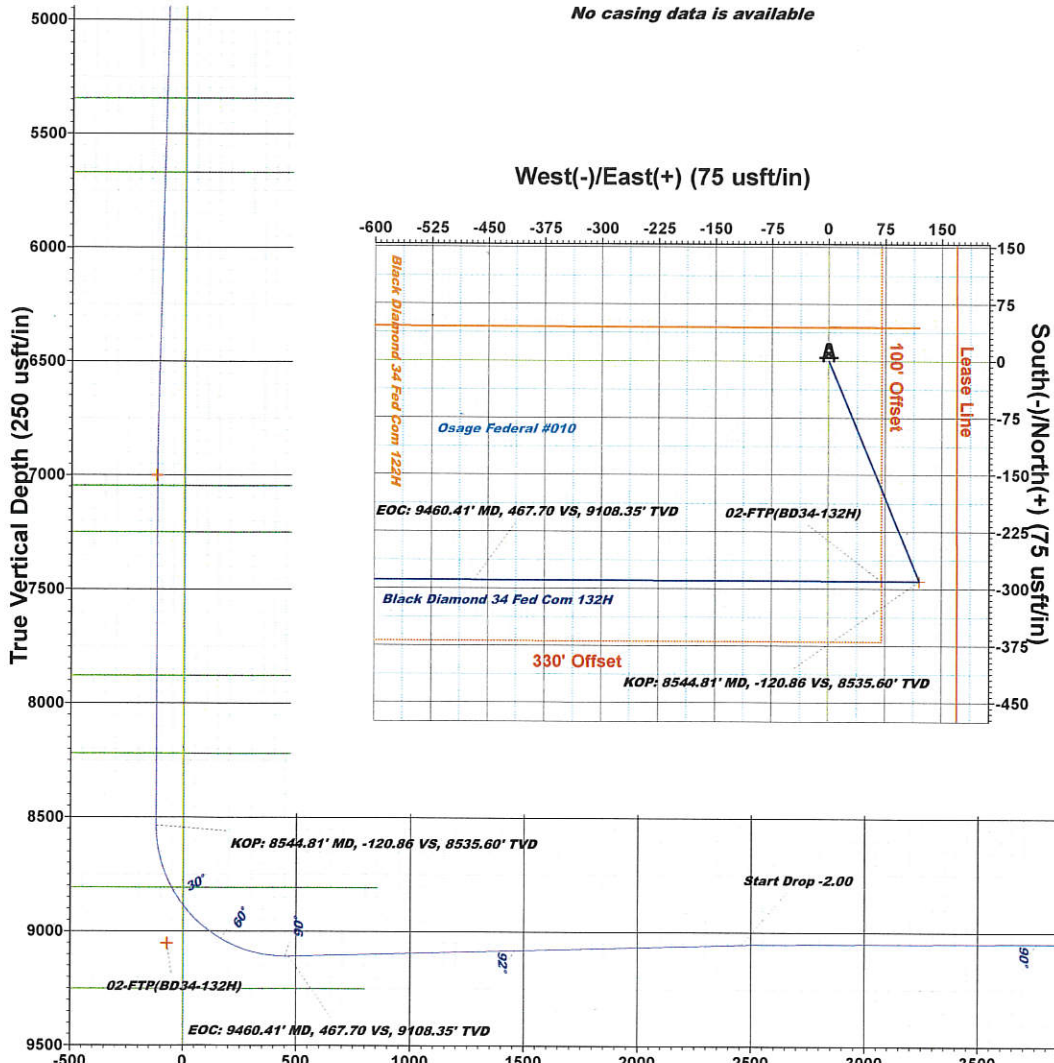 No casing data is available
West(-)/East(+) (75 usft/in)
-600 -525 -450 -375 -300 -225 -150 -75 0 75 150
150
75
0
-75
-150
-225
-300
-375
-450
South(-)/North(+) (75 usft/in)
Black Diamond 34 Fed Com 122H
100' Offset
Lease Line
Osage Federal #010
EOC: 9460.41' MD, 467.70 VS, 9108.35' TVD
02-FTP(BD34-132H)
Black Diamond 34 Fed Com 132H
330' Offset
KOP: 8544.81' MD, -120.86 VS, 8535.60' TVD
True Vertical Depth (250 usft/in)
5000
5500
6000
6500
7000
7500
8000
8500
9000
9500
KOP: 8544.81' MD, -120.86 VS, 8535.60' TVD
30°
60°
90°
92°
90°
Start Drop -2.00
02-FTP(BD34-132H)
EOC: 9460.41' MD, 467.70 VS, 9108.35' TVD
-500 0 500 1000 1500 2000 2500 3000 3500